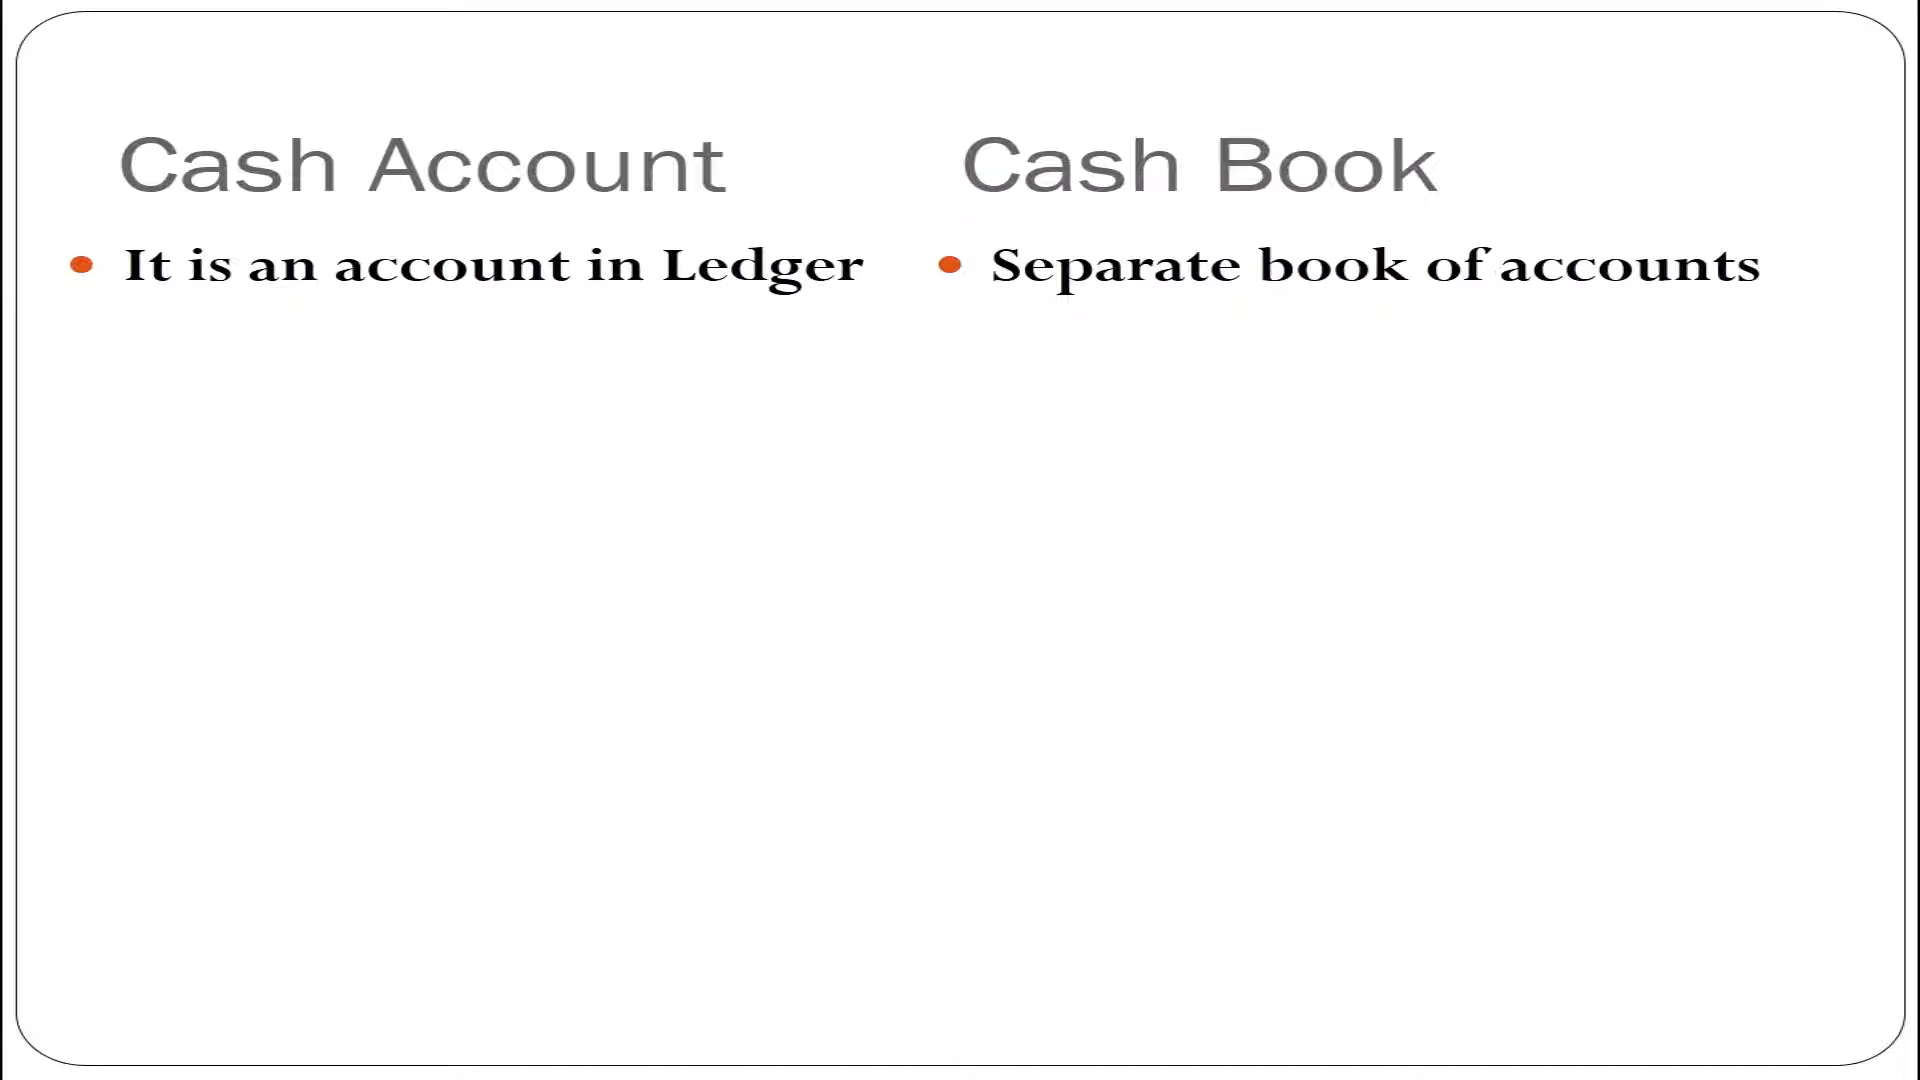 Cash Account
It is an account in Ledger
Cash Book
Separate book of accounts